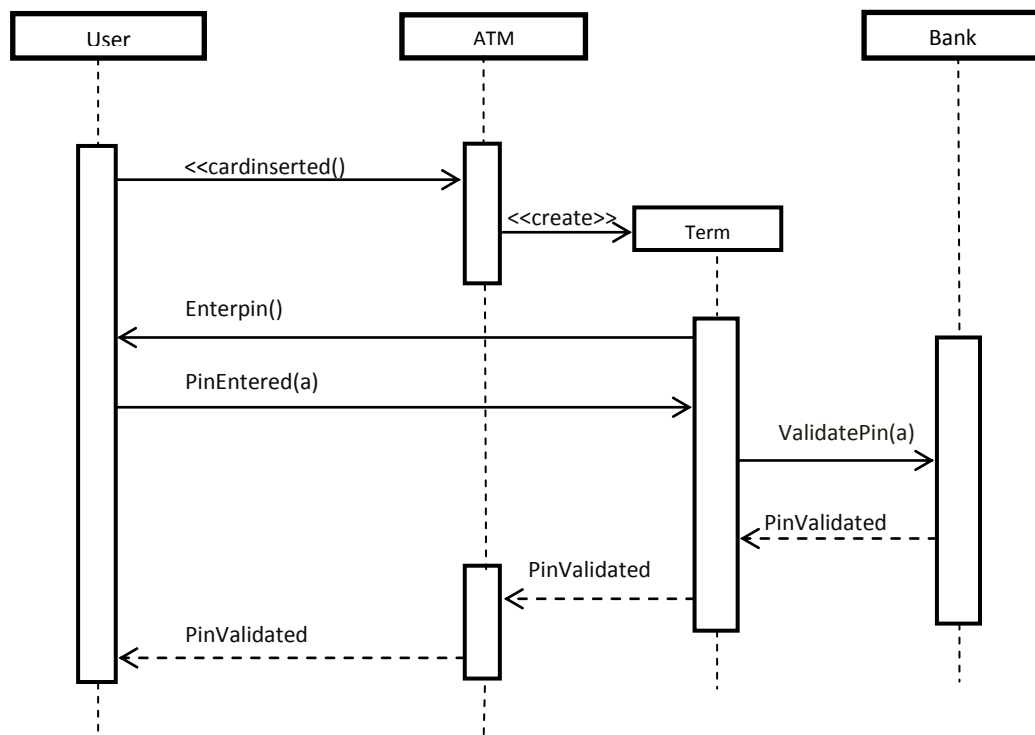 User
ATM
Bank
<<cardinserted()
<<create>>
Term
Enterpin()
PinEntered(a)
ValidatePin(a)
PinValidated
PinValidated
PinValidated